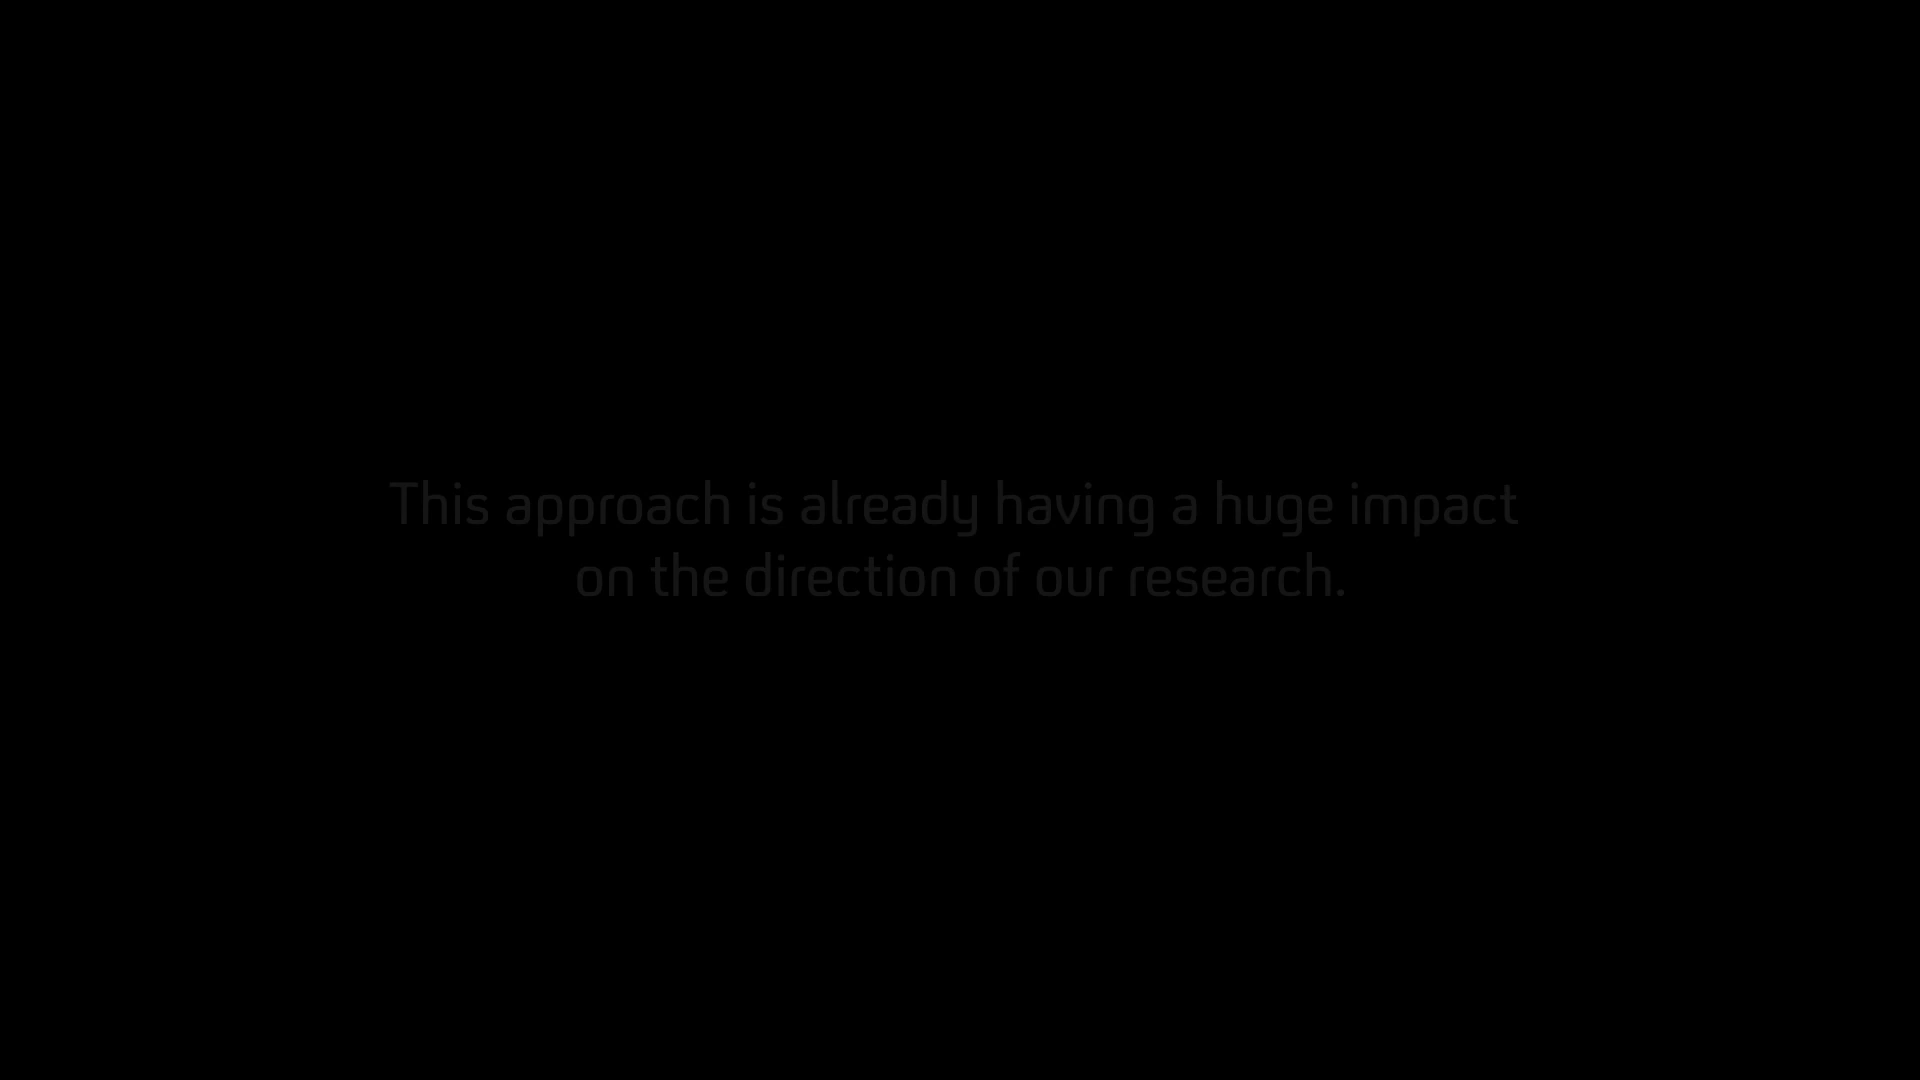 This approach is already having a huge impact
on the direction of our research.